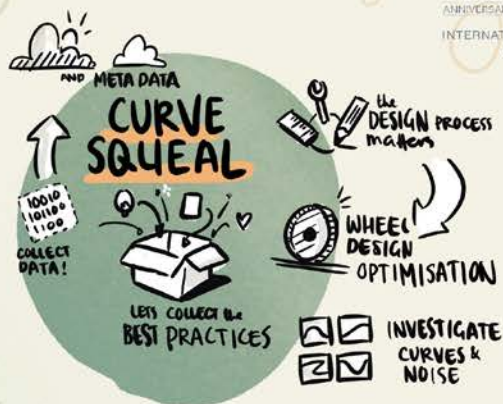 ANNIVERSA
INTERNAT
AND META DATA
CURVE
SQUEAL
10010
10110
1100
COLLECT
DATA!
LETS COLLECT the
BEST PRACTICES
the
DESIGN PROCESS
matters
WHEEL
DESIGN
OPTIMISATION
INVESTIGATE
CURVES &
NOISE